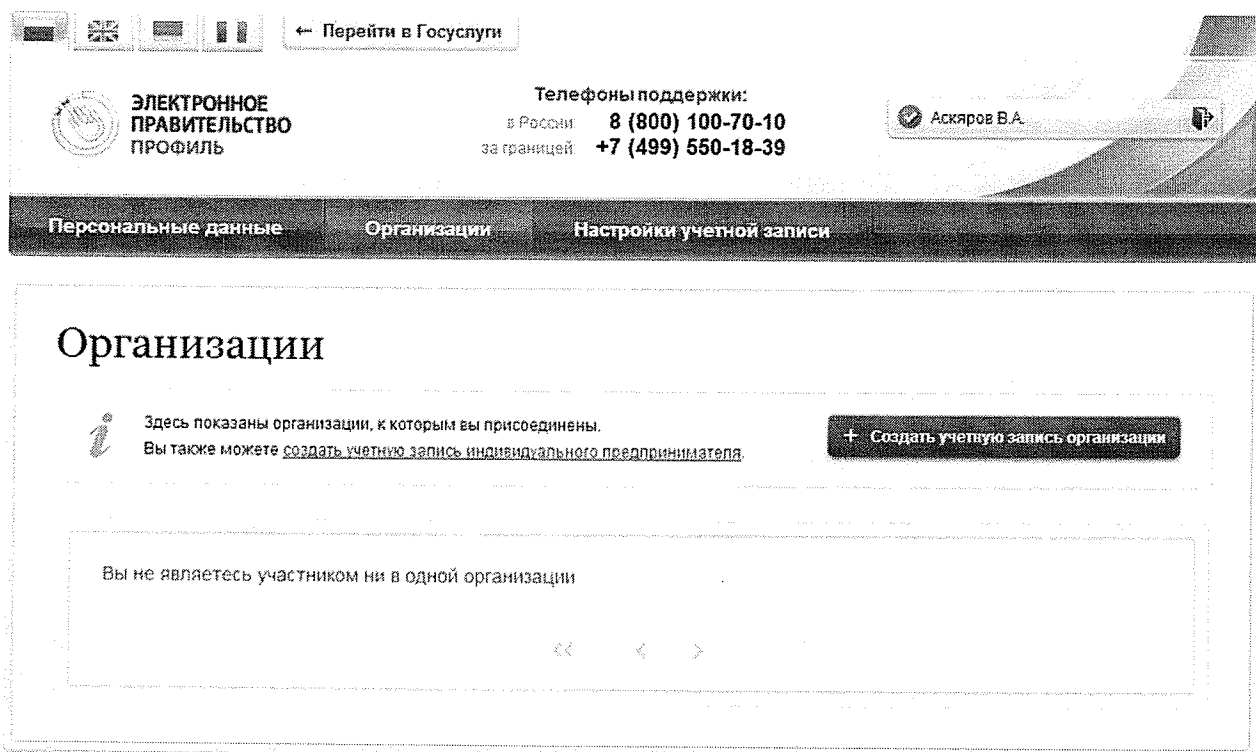 ← Перейти в Госуслуги
ЭЛЕКТРОННОЕ
ПРАВИТЕЛЬСТВО
ПРОФИЛЬ
Телефоны поддержки:
в России: 8 (800) 100-70-10
за границей: +7 (499) 550-18-39
Аскяров В.А.
Персональные данные Организации Настройки учетной записи
Организации
Здесь показаны организации, к которым вы присоединены.
Вы также можете создать учетную запись индивидуального предпринимателя.
+ Создать учетную запись организации
Вы не являетесь участником ни в одной организации
<< < >